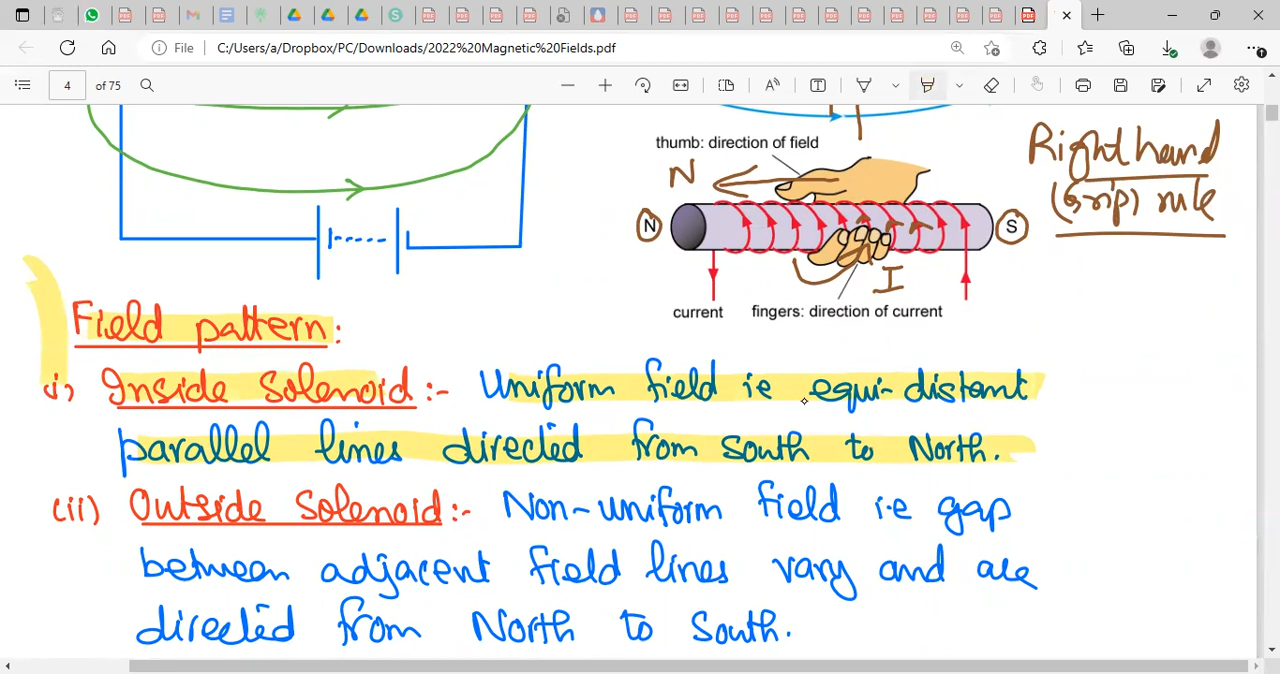 File
C:/Users/a/Dropbox/PC/Downloads/2022%20Magnetic%20Fields.pdf
4 of 75
thumb: direction of field
N
N
S
I
current
fingers: direction of current
Right hand
(Grip) rule
Field pattern:
i) Inside Solenoid:- Uniform field ie equi-distant
parallel lines directed from South to North.
(ii) Outside Solenoid:- Non-uniform field i.e gap
between adjacent field lines vary and are
directed from North to South.